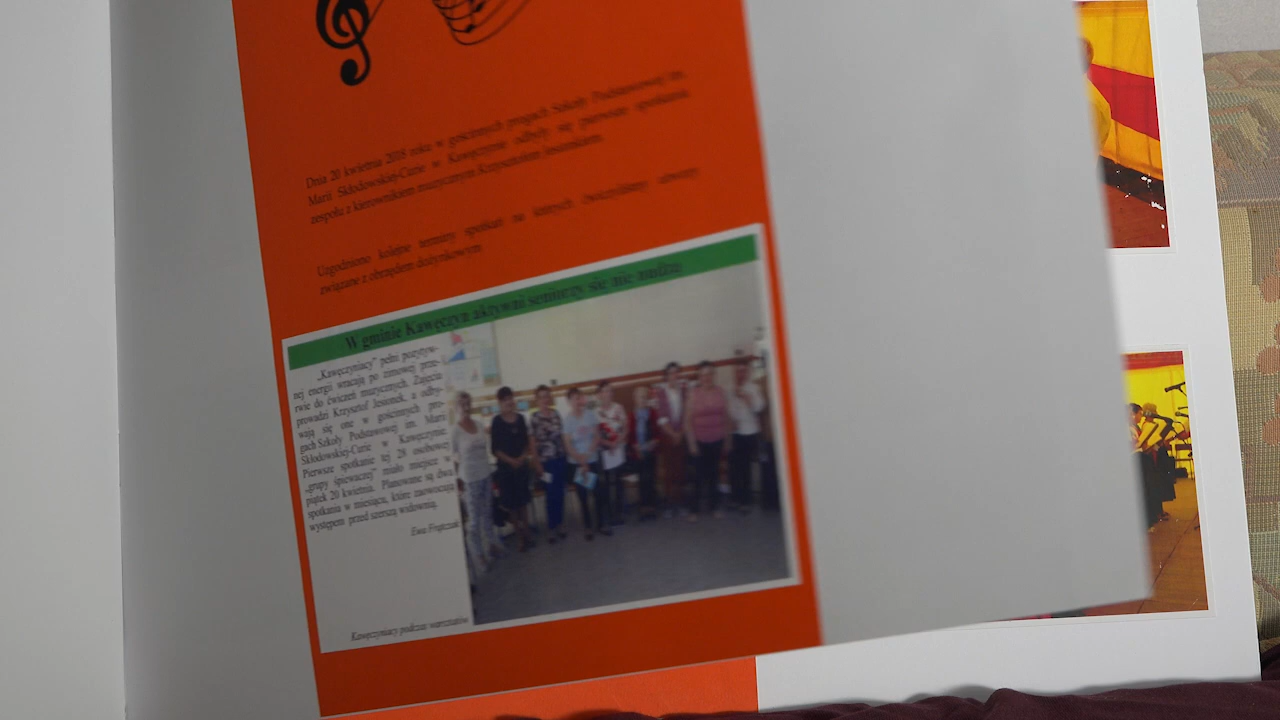 Dnia 20 kwietnia 2018 roku w gościnnych progach Szkoły Podstawowej im.
Marii Skłodowskiej-Curie w Kawęczynie odbyło się pierwsze spotkanie
zespołu z kierownikiem muzycznym Krzysztofem Jesionkiem.
Uzgodniono kolejne terminy spotkań na których ćwiczyliśmy utwory
związane z obrzędem dożynkowym
W gminie Kawęczyn aktywni seniorzy się nie nudzą
„Kawęczyniacy” pełni pozytyw-
nej energii wracają po zimowej prze-
rwie do ćwiczeń muzycznych. Zajęcia
prowadzi Krzysztof Jesionek, a odby-
wają się one w gościnnych pro-
gach Szkoły Podstawowej im. Marii
Skłodowskiej-Curie w Kawęczynie.
Pierwsze spotkanie tej 28 osobowej
„grupy śpiewaczej” miało miejsce w
piątek 20 kwietnia. Planowane są dwa
spotkania w miesiącu, które zaowocują
występem przed szerszą widownią.
Ewa
Kawęczyniacy podczas warsztatów